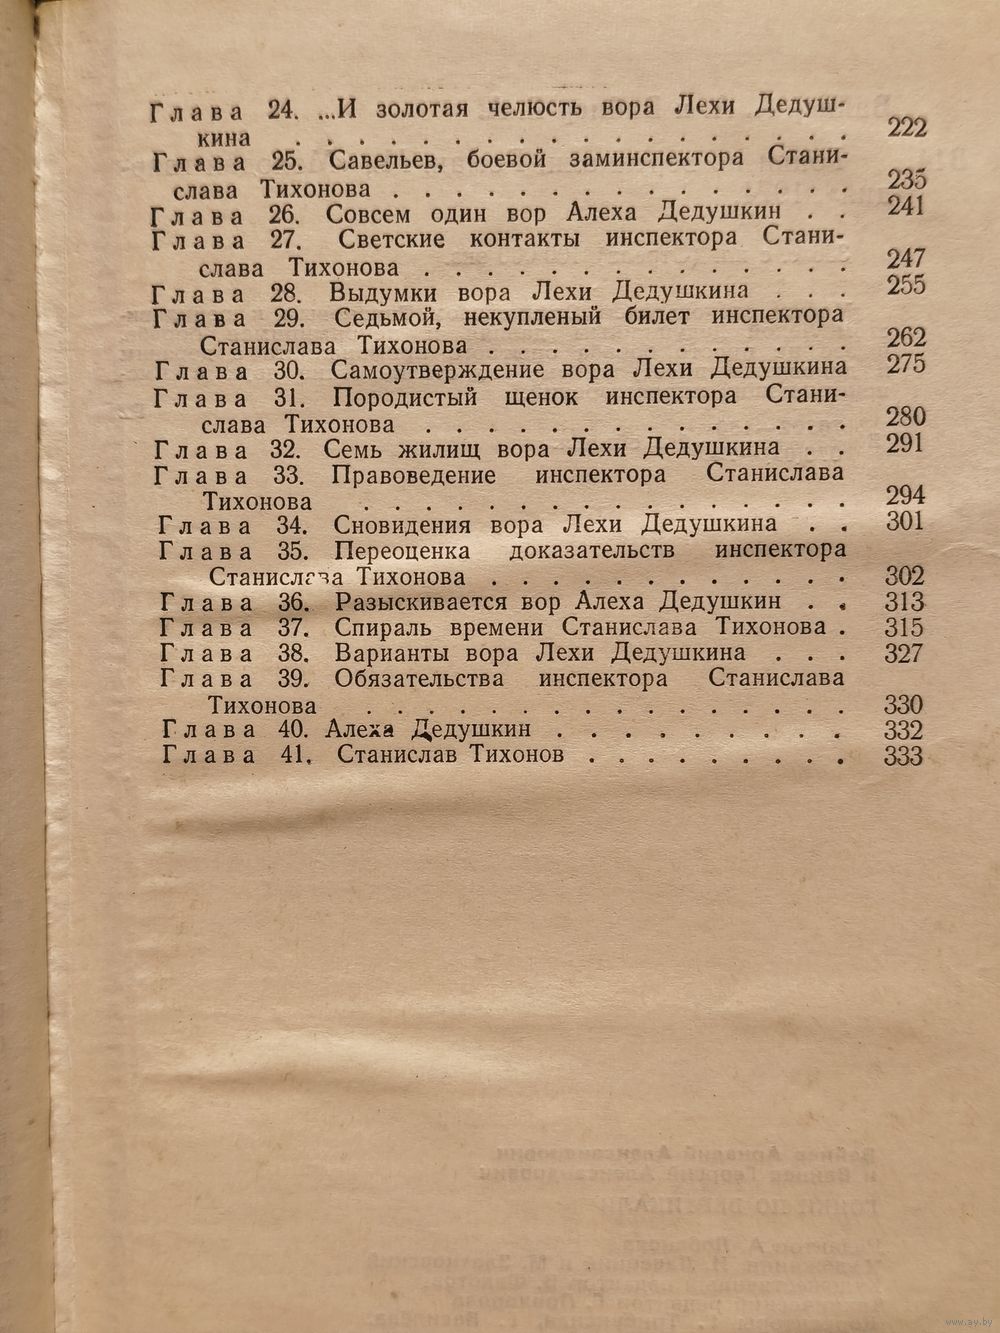 Глава 24. ...И золотая челюсть вора Лехи Дедуш-
кина . . . . . . . . . . . . . . . 222
Глава 25. Савельев, боевой заминспектора Стани-
слава Тихонова . . . . . . . . . . . . . 235
Глава 26. Совсем один вор Алеха Дедушкин . . 241
Глава 27. Светские контакты инспектора Стани-
слава Тихонова . . . . . . . . . . . . . 247
Глава 28. Выдумки вора Лехи Дедушкина . . . 255
Глава 29. Седьмой, некупленый билет инспектора
Станислава Тихонова . . . . . . . . . . . 262
Глава 30. Самоутверждение вора Лехи Дедушкина 275
Глава 31. Породистый щенок инспектора Стани-
слава Тихонова . . . . . . . . . . . . . 280
Глава 32. Семь жилищ вора Лехи Дедушкина . . 291
Глава 33. Правоведение инспектора Станислава
Тихонова . . . . . . . . . . . . . . 294
Глава 34. Сновидения вора Лехи Дедушкина . . 301
Глава 35. Переоценка доказательств инспектора
Станислава Тихонова . . . . . . . . . . . 302
Глава 36. Разыскивается вор Алеха Дедушкин . . 313
Глава 37. Спираль времени Станислава Тихонова . 315
Глава 38. Варианты вора Лехи Дедушкина . . . 327
Глава 39. Обязательства инспектора Станислава
Тихонова . . . . . . . . . . . . . . 330
Глава 40. Алеха Дедушкин . . . . . . . . . 332
Глава 41. Станислав Тихонов . . . . . . . . 333
www.ay.by